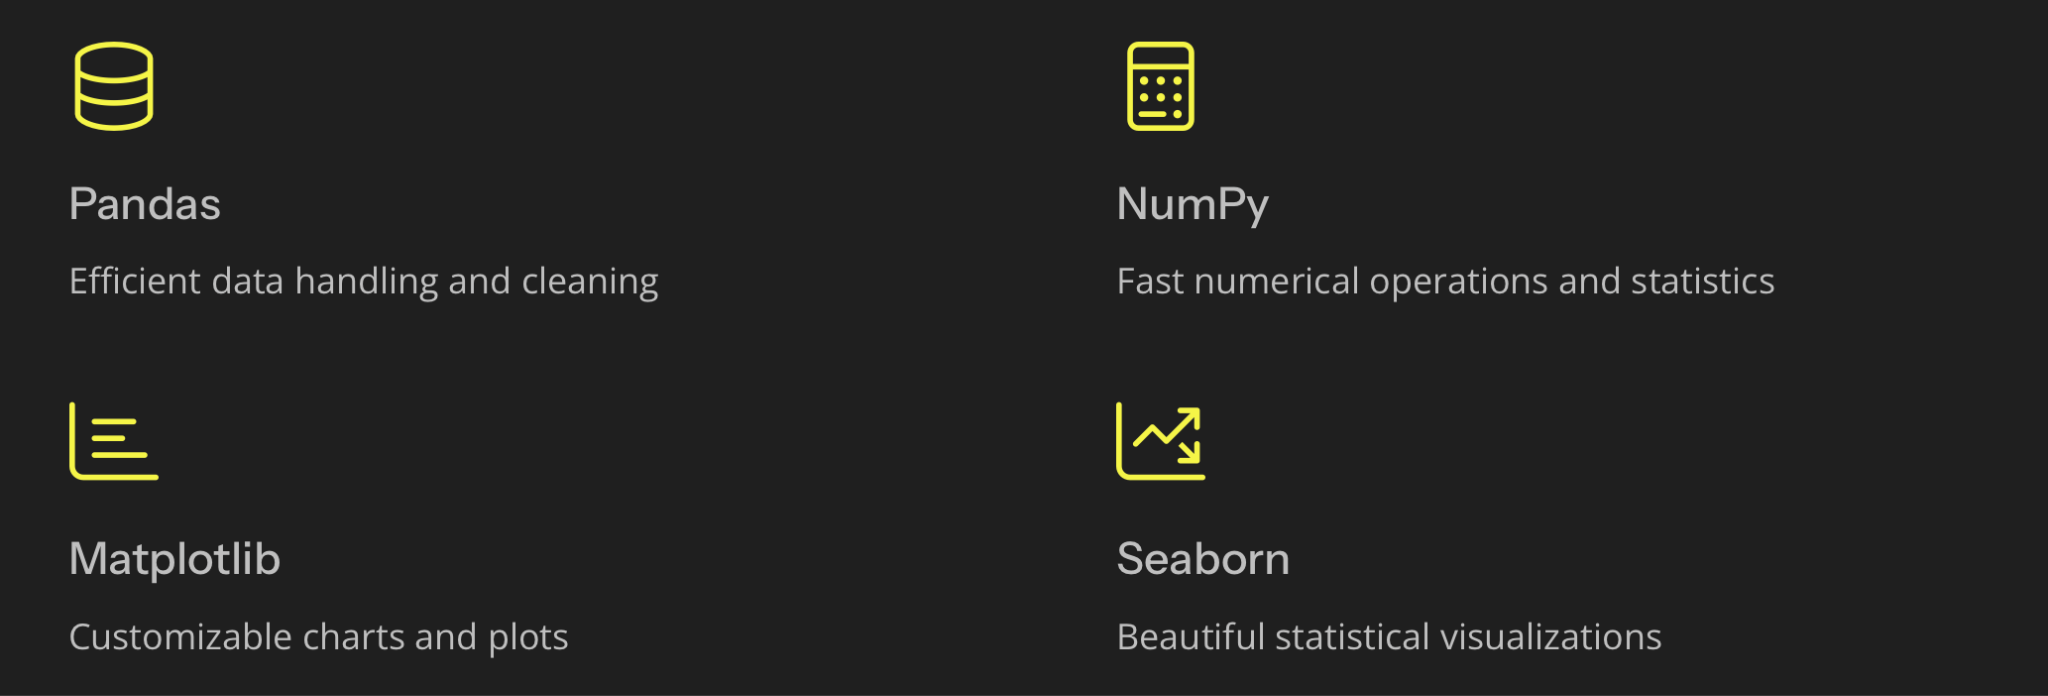 Pandas
Efficient data handling and cleaning
NumPy
Fast numerical operations and statistics
Matplotlib
Customizable charts and plots
Seaborn
Beautiful statistical visualizations